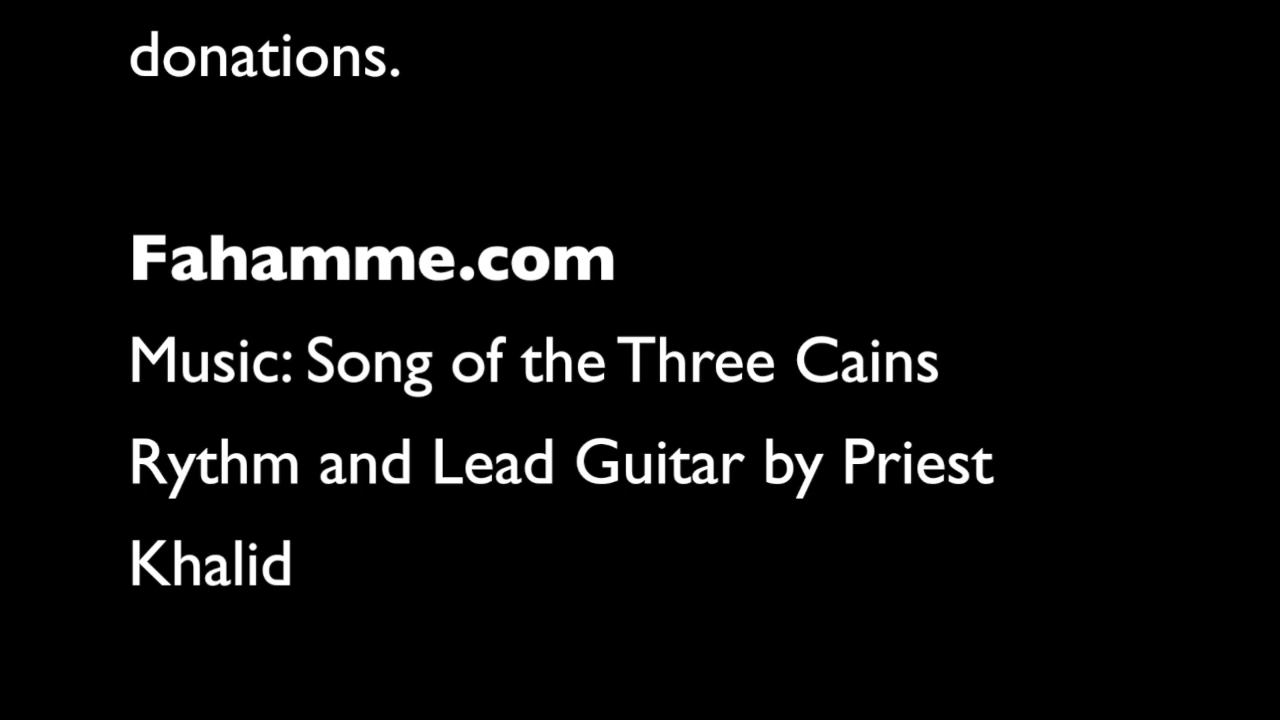 donations.
Fahamme.com
Music: Song of the Three Cains
Rythm and Lead Guitar by Priest
Khalid